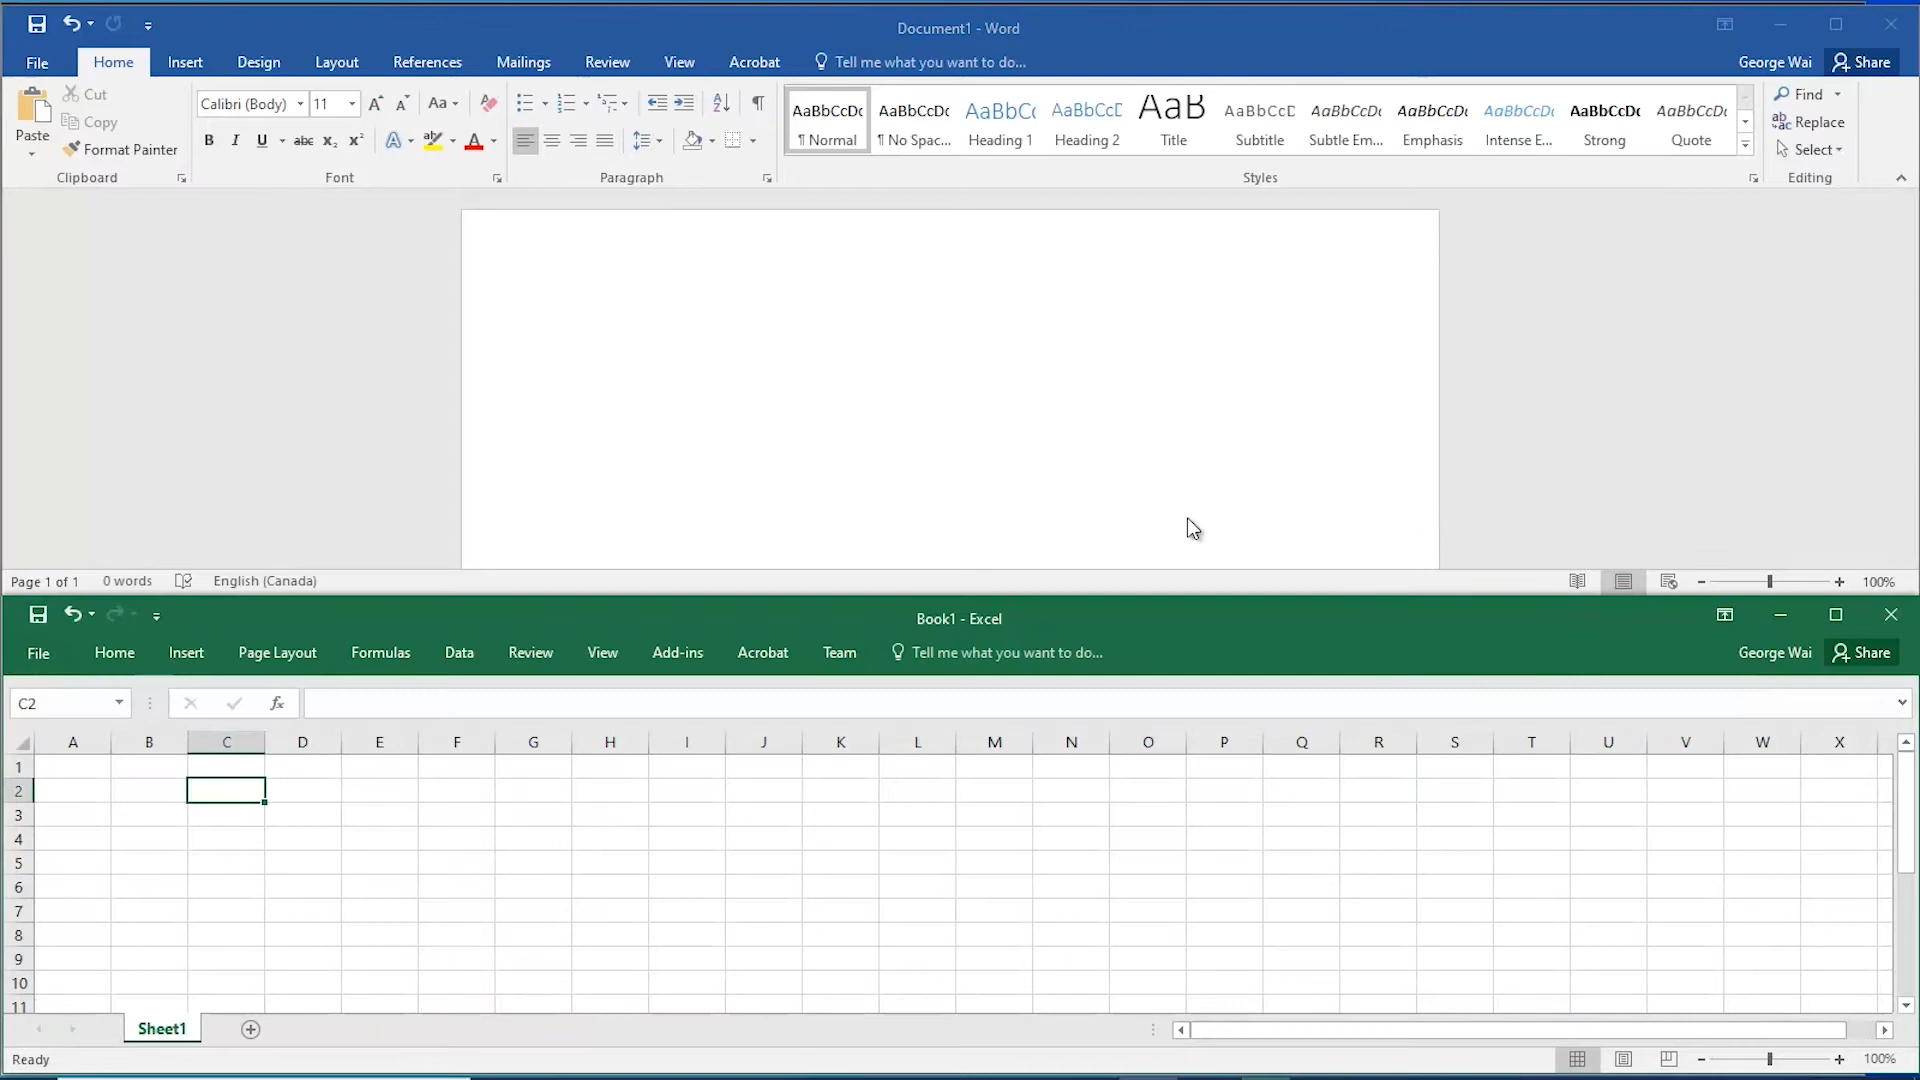 Document1 - Word
File Home Insert Design Layout References Mailings Review View Acrobat Tell me what you want to do... George Wai Share
Paste
Cut
Copy
Format Painter
Clipboard
Calibri (Body) 11 Aa
B I U abc x₂ x² A A
Font
Paragraph
AaBbCcDc AaBbCcDc AaBbCc AaBbCcD AaB AaBbCcD AaBbCcDc AaBbCcDc AaBbCcDc AaBbCcDc AaBbCcDc
¶ Normal ¶ No Spac... Heading 1 Heading 2 Title Subtitle Subtle Em... Emphasis Intense E... Strong Quote
Styles
Find
Replace
Select
Editing
Page 1 of 1 0 words English (Canada) 100%
Book1 - Excel
File Home Insert Page Layout Formulas Data Review View Add-ins Acrobat Team Tell me what you want to do... George Wai Share
C2 fx
A B C D E F G H I J K L M N O P Q R S T U V W X
1
2
3
4
5
6
7
8
9
10
11
Sheet1
Ready 100%